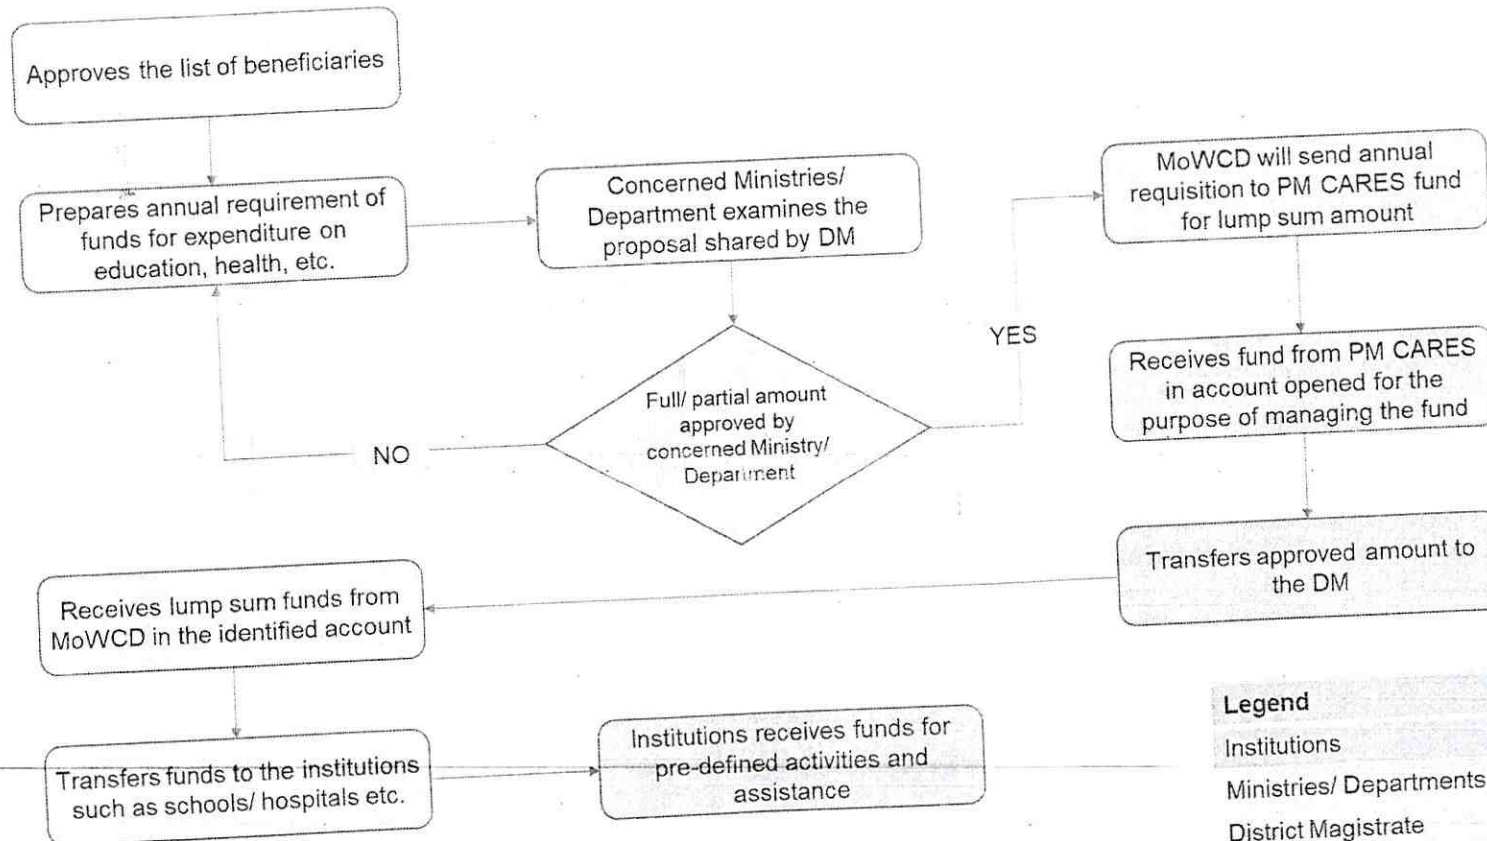 Approves the list of beneficiaries
Prepares annual requirement of
funds for expenditure on
education, health, etc.
Concerned Ministries/
Department examines the
proposal shared by DM
MoWCD will send annual
requisition to PM CARES fund
for lump sum amount
YES
Full/ partial amount
approved by
concerned Ministry/
Department
NO
Receives fund from PM CARES
in account opened for the
purpose of managing the fund
Transfers approved amount to
the DM
Receives lump sum funds from
MoWCD in the identified account
Transfers funds to the institutions
such as schools/ hospitals etc.
Institutions receives funds for
pre-defined activities and
assistance
Legend
Institutions
Ministries/ Departments
District Magistrate